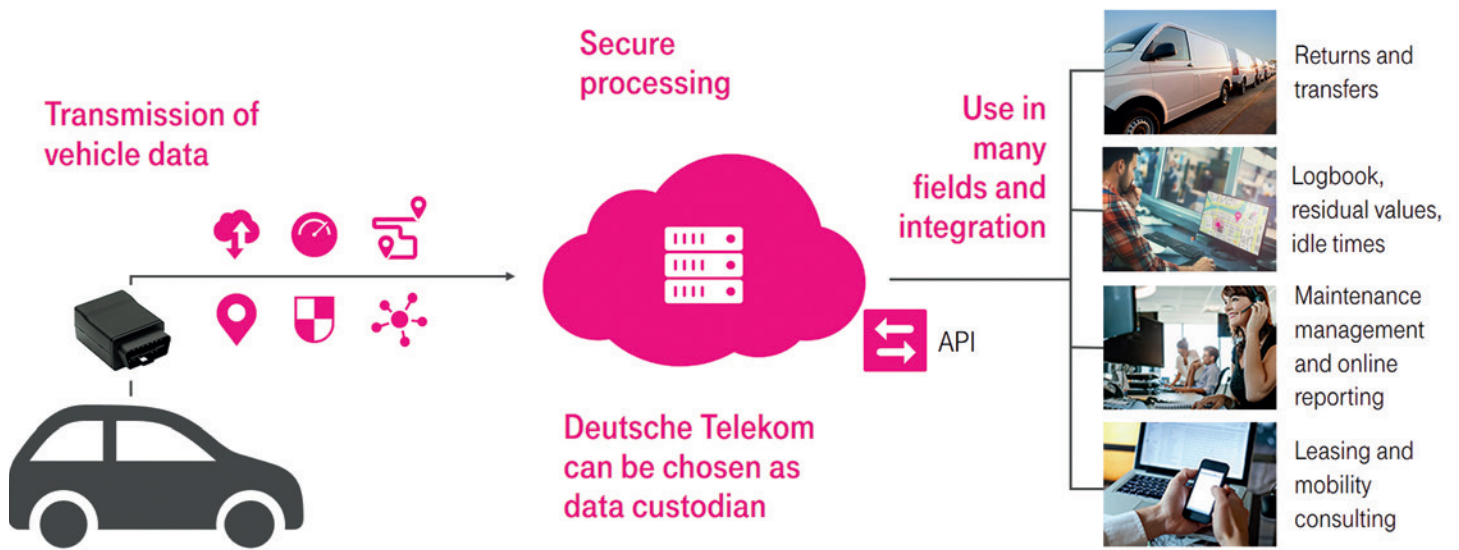 Transmission of
vehicle data
Secure
processing
Deutsche Telekom
can be chosen as
data custodian
API
Use in
many
fields and
integration
Returns and
transfers
Logbook,
residual values,
idle times
Maintenance
management
and online
reporting
Leasing and
mobility
consulting